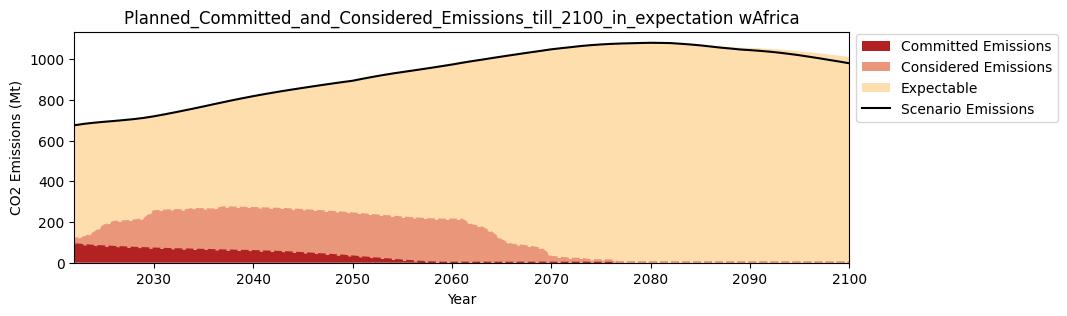 Planned_Committed_and_Considered_Emissions_till_2100_in_expectation wAfrica
1000
800
600
400
200
0
CO2 Emissions (Mt)
2030 2040 2050 2060 2070 2080 2090 2100
Year
Committed Emissions
Considered Emissions
Expectable
Scenario Emissions